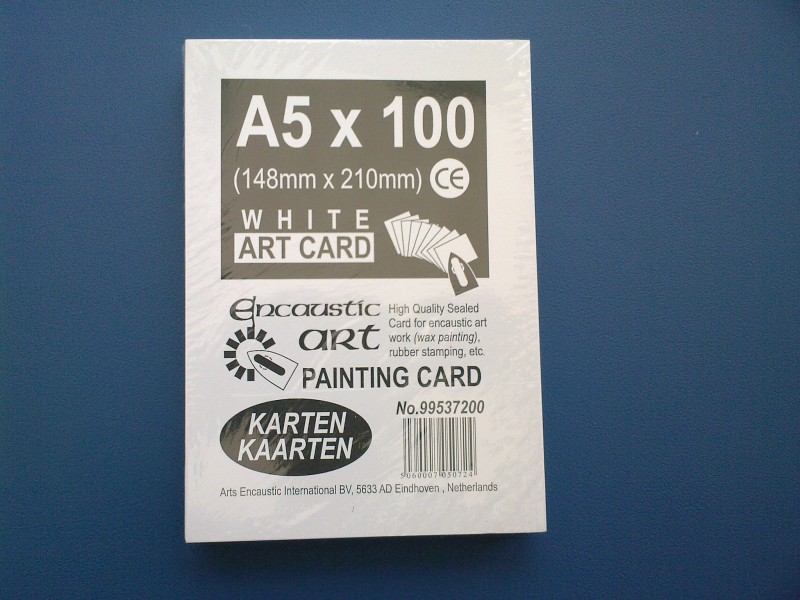 A5 x 100
(148mm x 210mm) CE
WHITE
ART CARD
encaustic
art
High Quality Sealed
Card for encaustic art
work (wax painting),
rubber stamping, etc.
PAINTING CARD
KARTEN
KAARTEN
No.99537200
5060007050724
Arts Encaustic International BV, 5633 AD Eindhoven , Netherlands